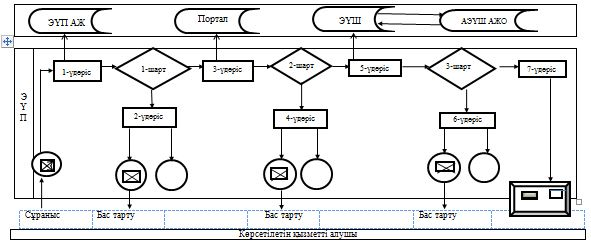 ЭҮП АЖ
Портал
ЭҮШ
АЭҮШ АЖО
ЭҮП
1-үдеріс
1-шарт
3-үдеріс
2-шарт
5-үдеріс
3-шарт
7-үдеріс
2-үдеріс
4-үдеріс
6-үдеріс
Сұраныс
Бас тарту
Бас тарту
Бас тарту
Көрсетілетін қызметті алушы